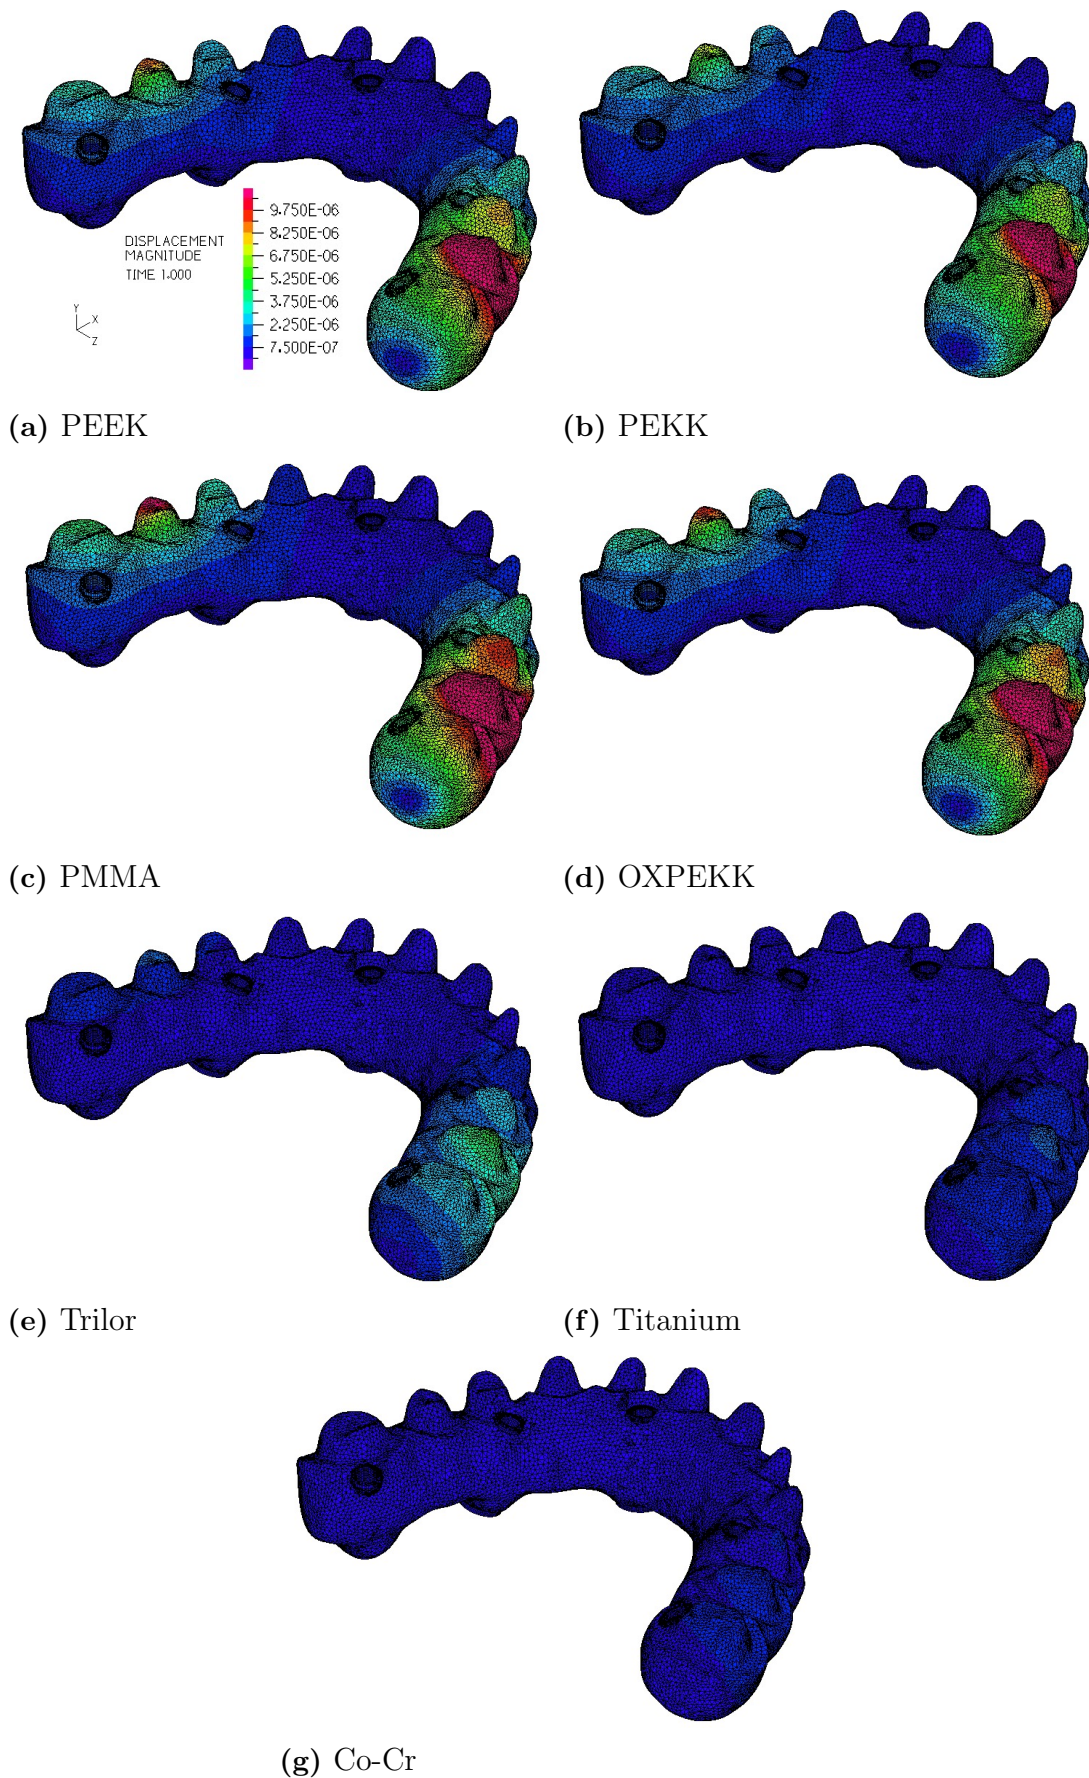 DISPLACEMENT
MAGNITUDE
TIME 1.000
9.750E-06
8.250E-06
6.750E-06
5.250E-06
3.750E-06
2.250E-06
7.500E-07
Y
X
Z
(a) PEEK
(b) PEKK
(c) PMMA
(d) OXPEKK
(e) Trilor
(f) Titanium
(g) Co-Cr